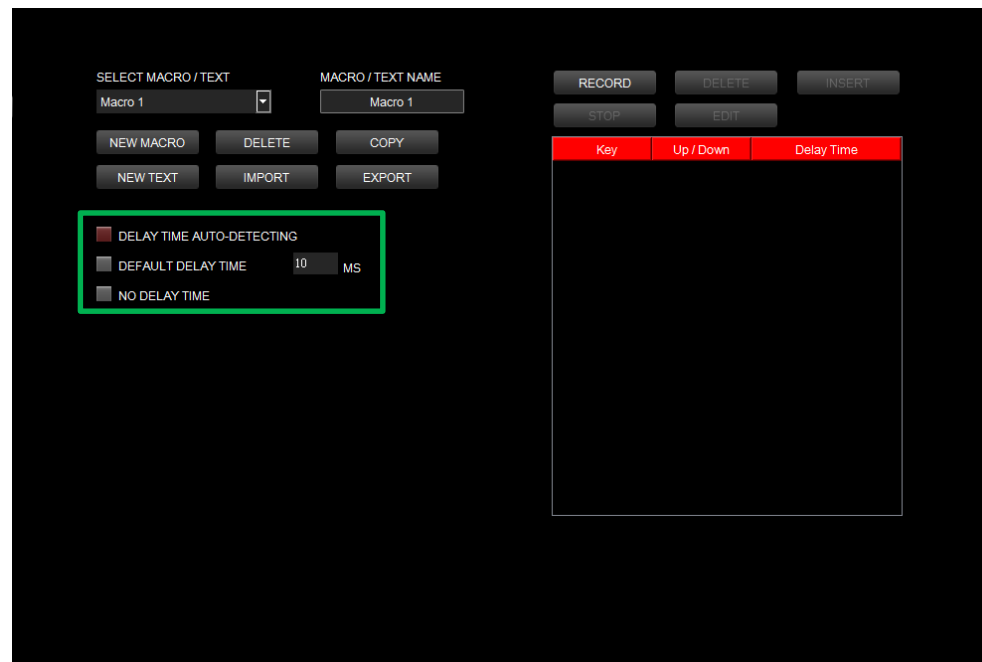 SELECT MACRO / TEXT
MACRO / TEXT NAME
Macro 1
Macro 1
NEW MACRO
DELETE
COPY
NEW TEXT
IMPORT
EXPORT
DELAY TIME AUTO-DETECTING
DEFAULT DELAY TIME
10
MS
NO DELAY TIME
RECORD
DELETE
INSERT
STOP
EDIT
Key
Up / Down
Delay Time